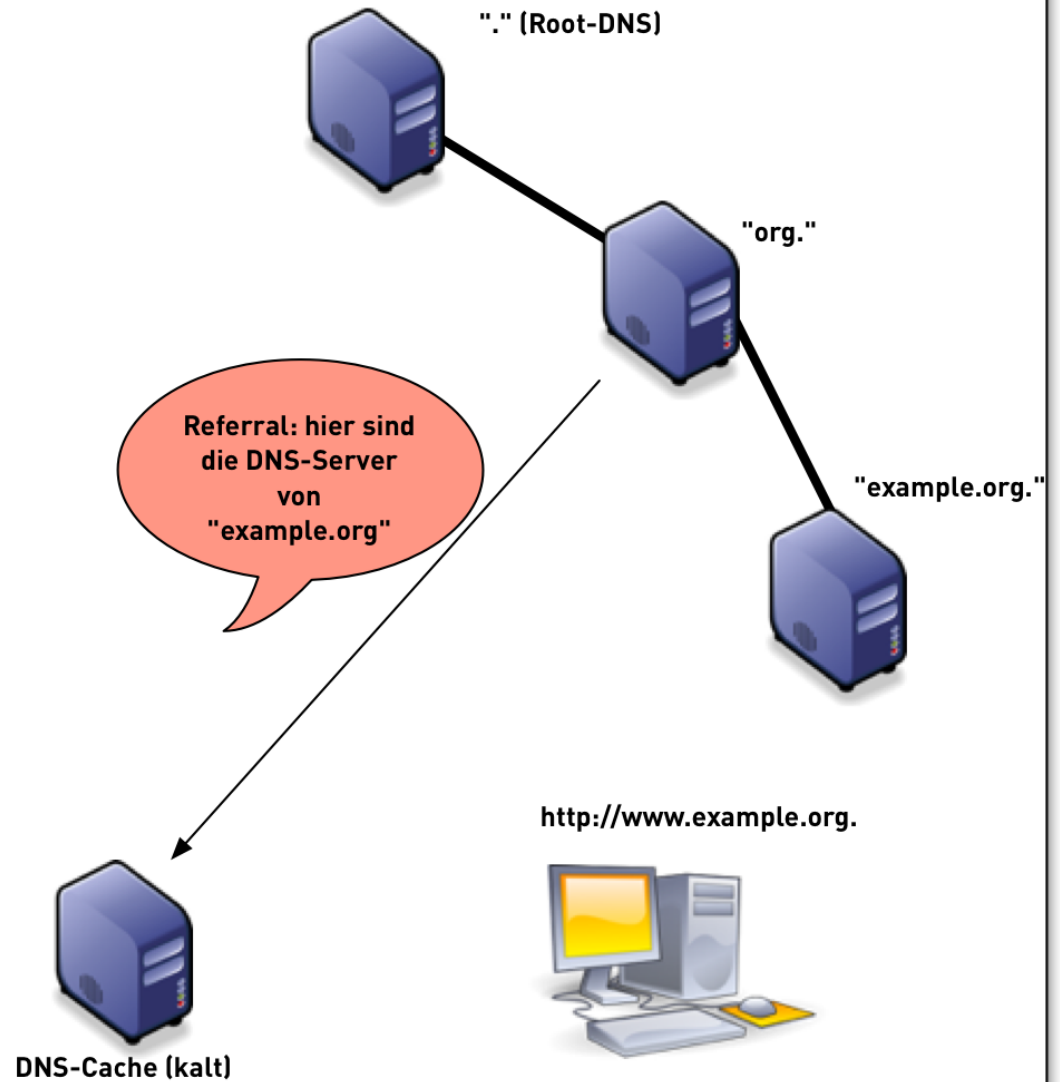 "." (Root-DNS)
"org."
Referral: hier sind
die DNS-Server
von
"example.org"
"example.org."
http://www.example.org.
DNS-Cache (kalt)